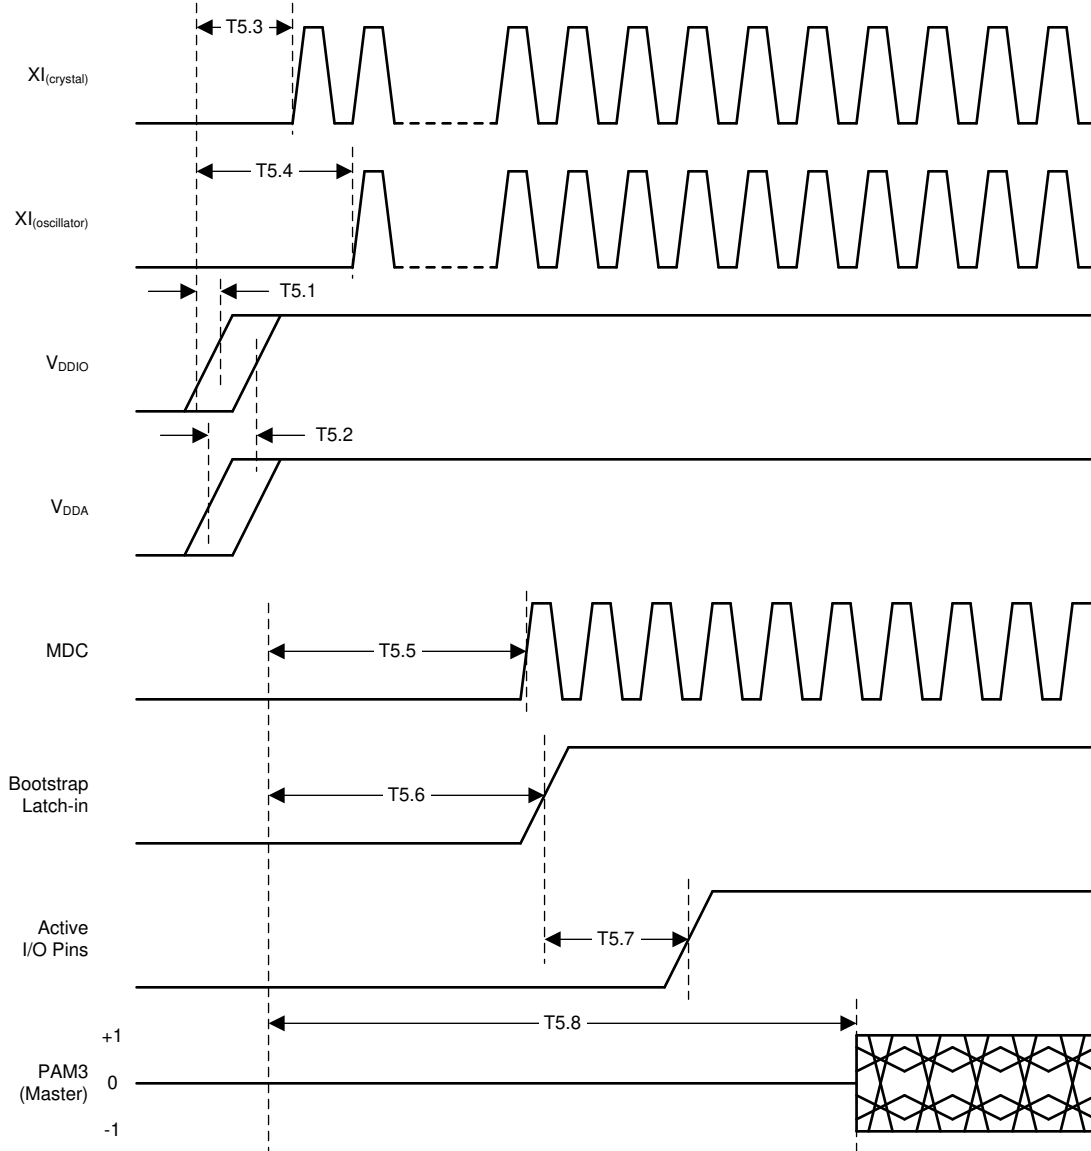 T5.3
XI(crystal)
T5.4
XI(oscillator)
T5.1
VDDIO
T5.2
VDDA
MDC
T5.5
Bootstrap
Latch-in
T5.6
Active
I/O Pins
T5.7
T5.8
+1
PAM3
(Master)
0
-1